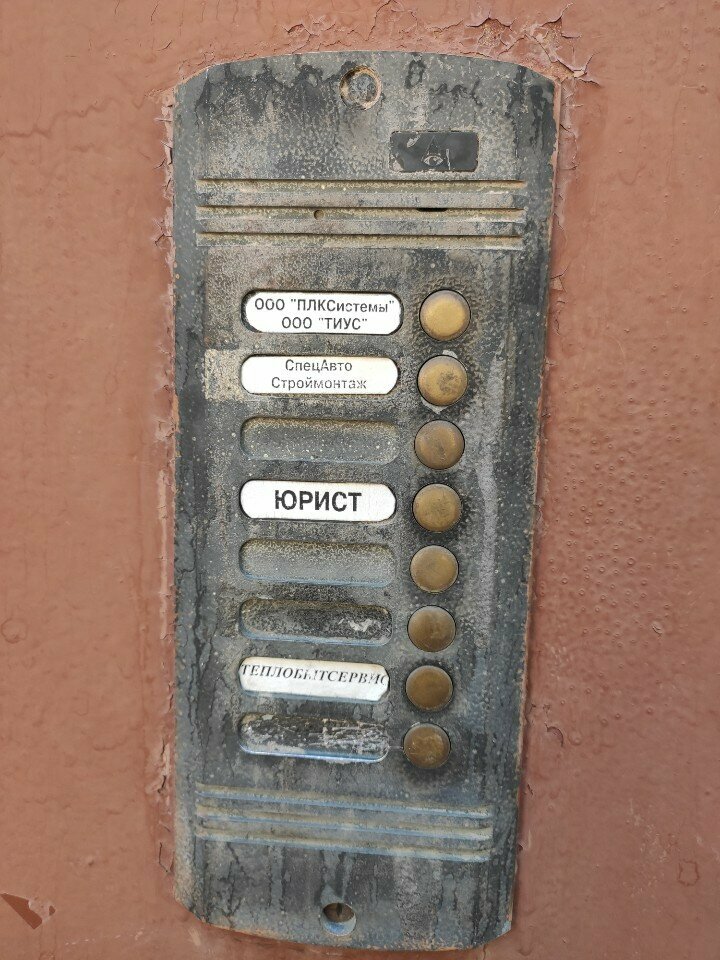 ООО "ПЛКСистемы"
ООО "ТИУС"
СпецАвто
Строймонтаж
ЮРИСТ
ТЕПЛОБЫТСЕРВИС